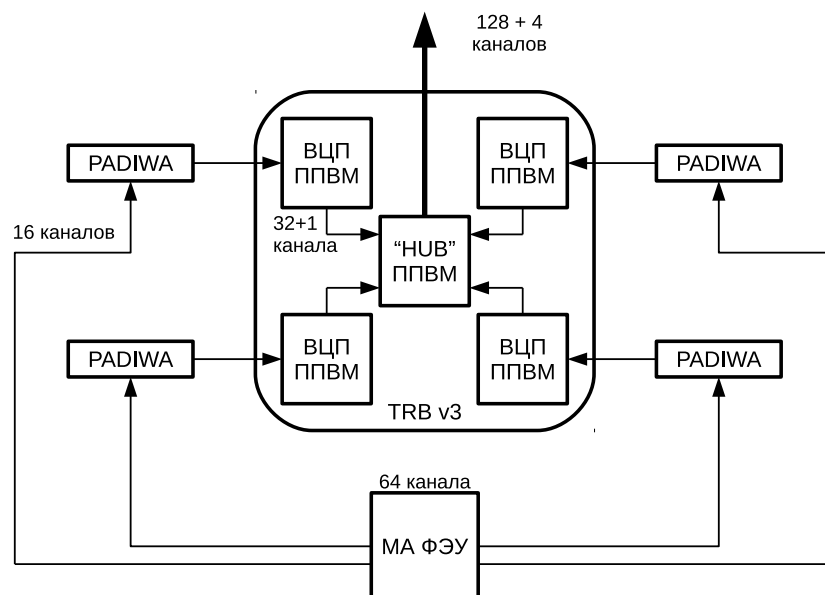 128 + 4
каналов
ВЦП
ППВМ
ВЦП
ППВМ
PADIWA
PADIWA
16 каналов
32+1
канала
“HUB”
ППВМ
ВЦП
ППВМ
ВЦП
ППВМ
PADIWA
PADIWA
TRB v3
64 канала
МА ФЭУ